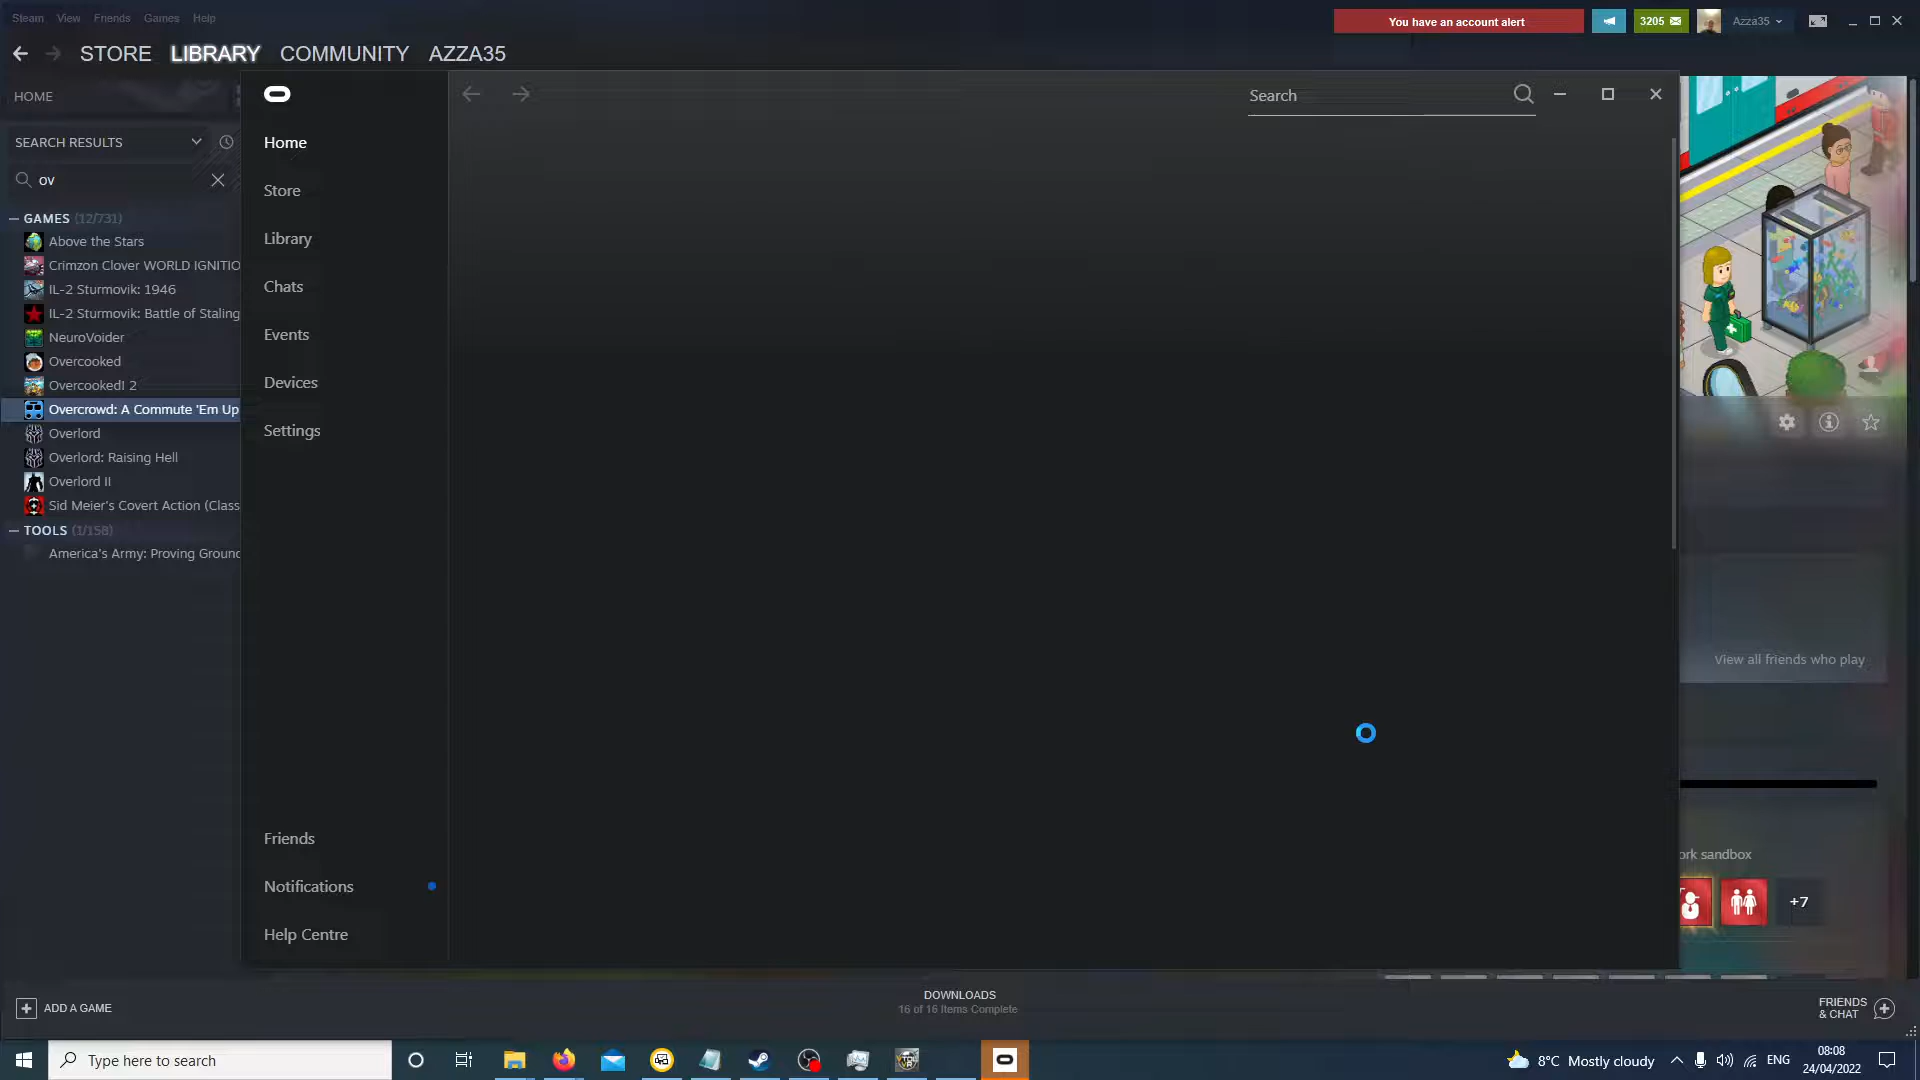 Steam View Friends Games Help
You have an account alert
3205
Azza35
STORE LIBRARY COMMUNITY AZZA35
HOME
Search
SEARCH RESULTS
ov
GAMES (12/731)
Above the Stars
Crimzon Clover WORLD IGNITIO
IL-2 Sturmovik: 1946
IL-2 Sturmovik: Battle of Staling
NeuroVoider
Overcooked
Overcooked! 2
Overcrowd: A Commute 'Em Up
Overlord
Overlord: Raising Hell
Overlord II
Sid Meier's Covert Action (Class
TOOLS (1/158)
America's Army: Proving Ground
Home
Store
Library
Chats
Events
Devices
Settings
Friends
Notifications
Help Centre
View all friends who play
ork sandbox
+7
ADD A GAME
DOWNLOADS
16 of 16 Items Complete
FRIENDS
& CHAT
Type here to search
8°C Mostly cloudy
ENG
08:08
24/04/2022